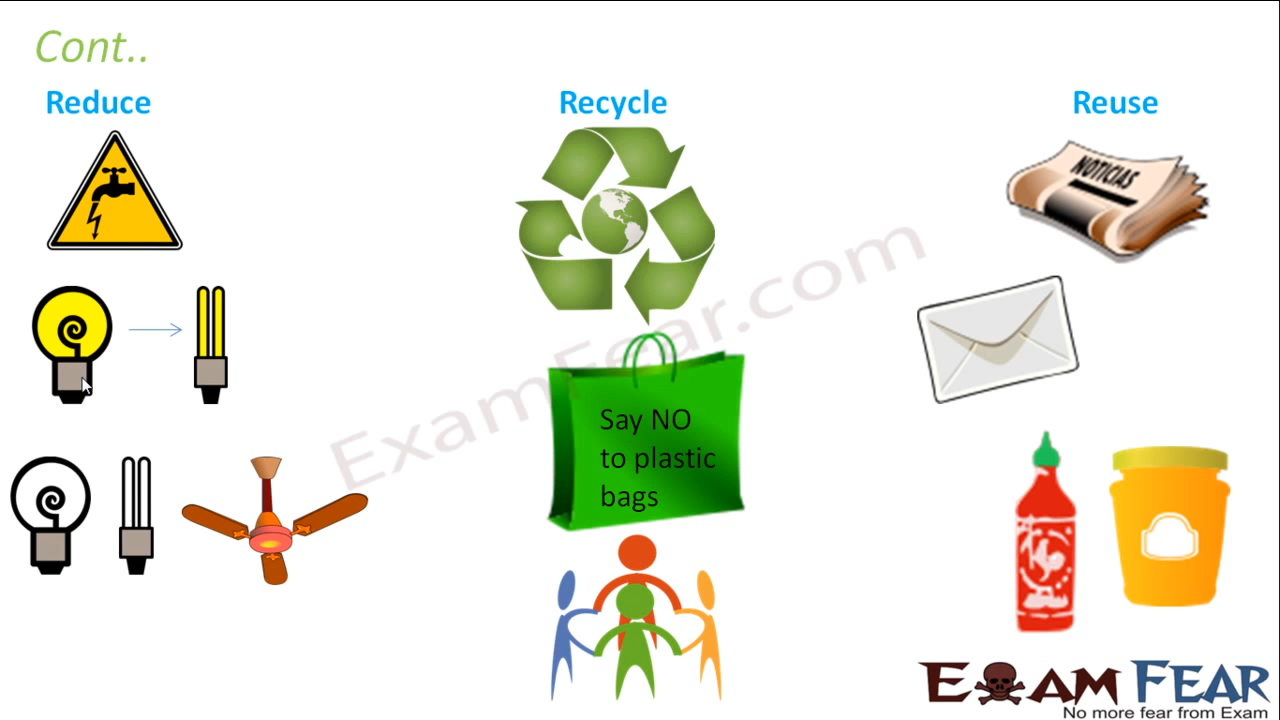 Cont..
Reduce
Recycle
Reuse
NOTICIAS
ExamFear.com
Say NO
to plastic
bags
EXAM FEAR
No more fear from Exam